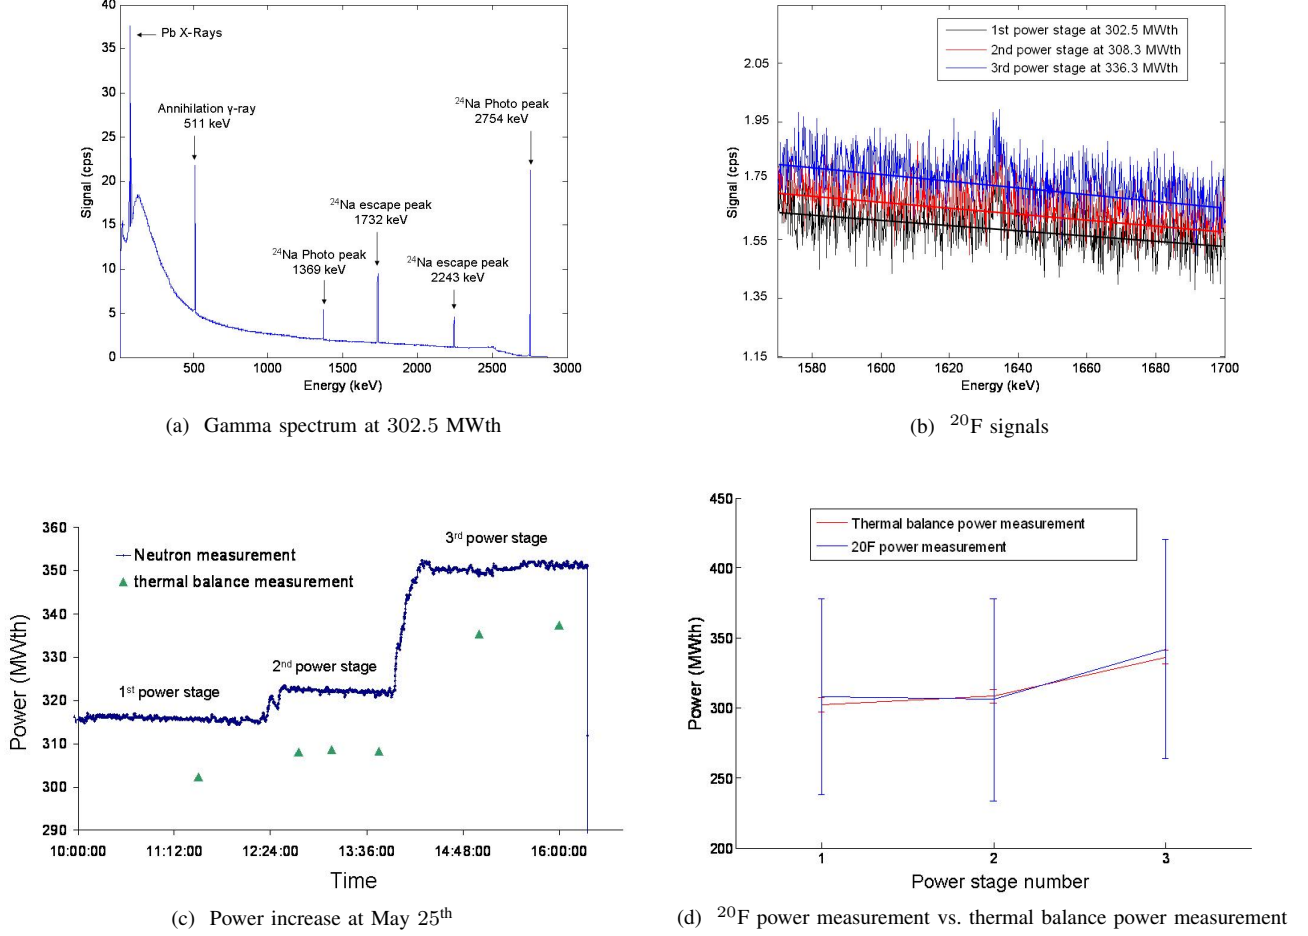 40
35
30
25
20
15
10
5
0
Signal (cps)
Pb X-Rays
Annihilation γ-ray
511 keV
²⁴Na Photo peak
2754 keV
²⁴Na escape peak
1732 keV
²⁴Na Photo peak
1369 keV
²⁴Na escape peak
2243 keV
500 1000 1500 2000 2500 3000
Energy (keV)
(a) Gamma spectrum at 302.5 MWth
2.05
1.95
1.75
1.55
1.35
1.15
Signal (cps)
1st power stage at 302.5 MWth
2nd power stage at 308.3 MWth
3rd power stage at 336.3 MWth
1580 1600 1620 1640 1660 1680 1700
Energy (keV)
(b) ²⁰F signals
360
350
340
330
320
310
300
290
Power (MWth)
Neutron measurement
thermal balance measurement
3rd power stage
2nd power stage
1st power stage
10:00:00 11:12:00 12:24:00 13:36:00 14:48:00 16:00:00
Time
(c) Power increase at May 25th
450
400
350
300
250
200
Power (MWth)
Thermal balance power measurement
20F power measurement
1 2 3
Power stage number
(d) ²⁰F power measurement vs. thermal balance power measurement